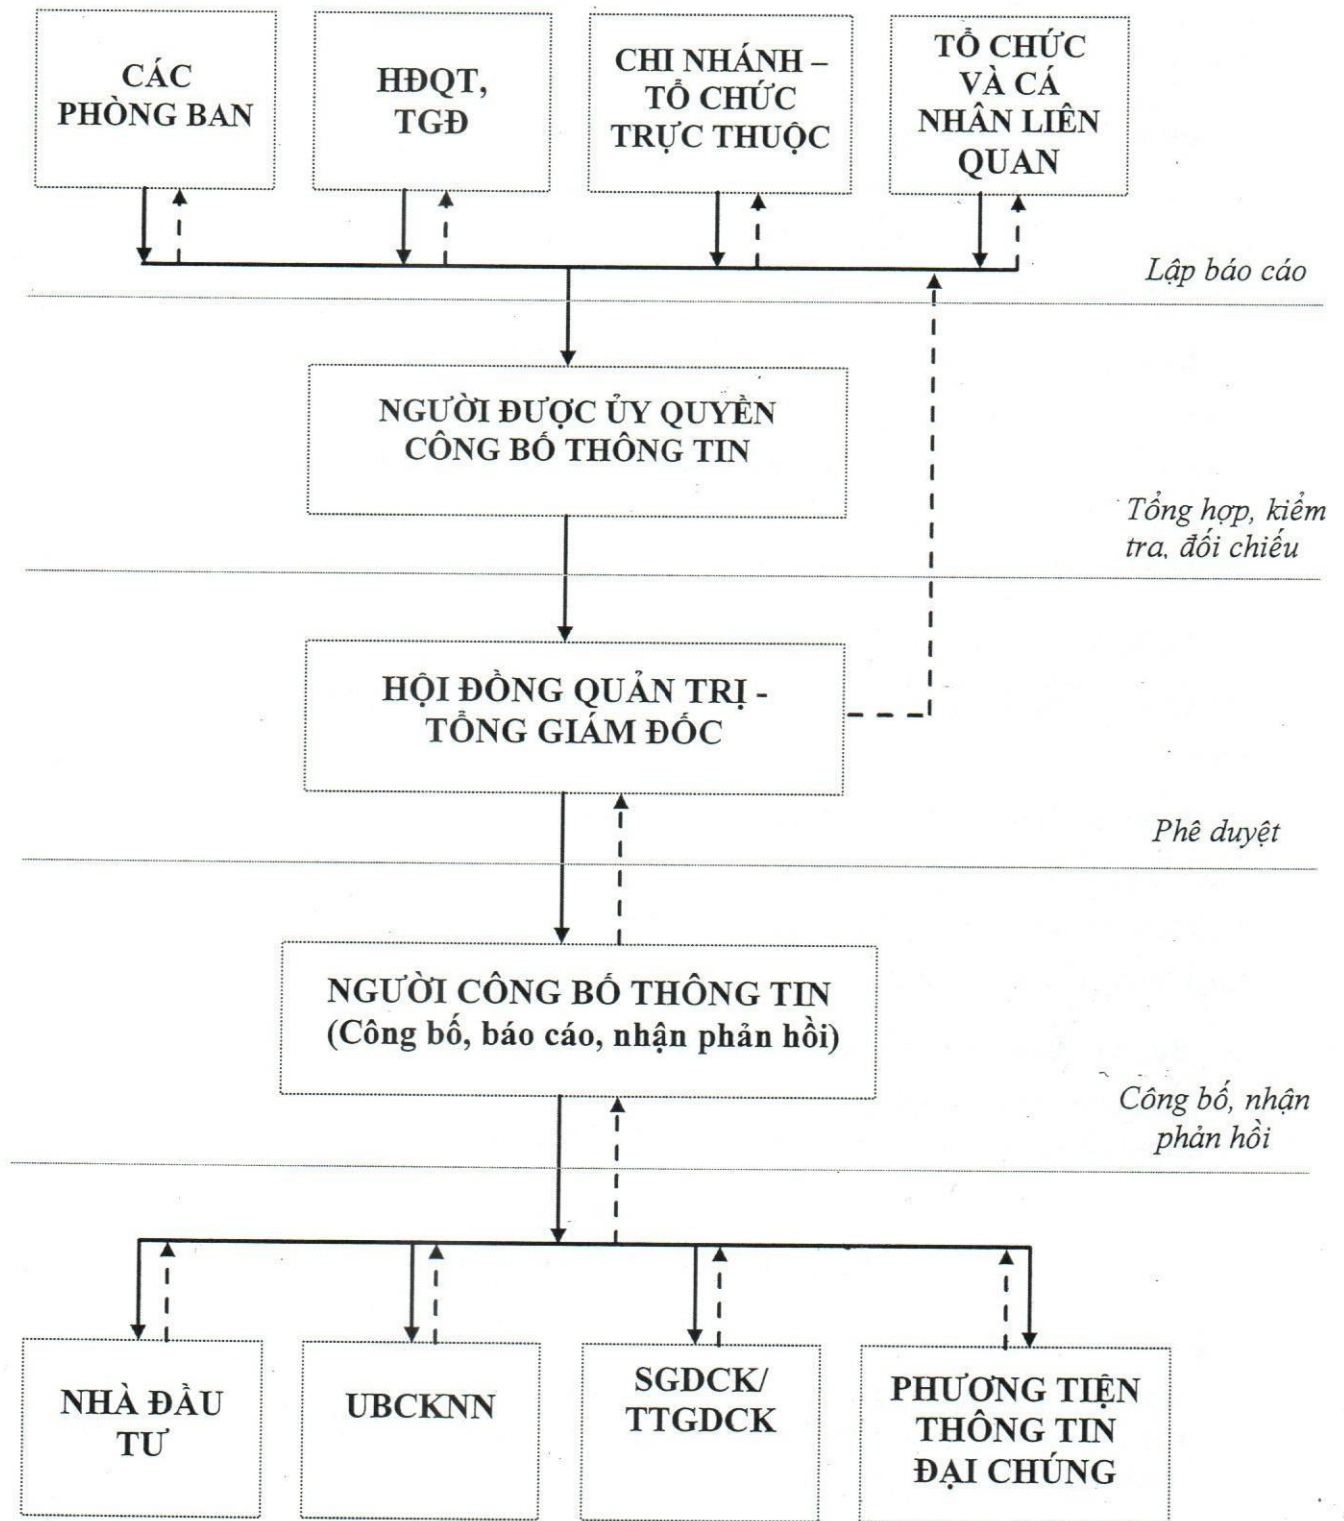 CÁC
PHÒNG BAN
HĐQT,
TGĐ
CHI NHÁNH –
TỔ CHỨC
TRỰC THUỘC
TỔ CHỨC
VÀ CÁ
NHÂN LIÊN
QUAN
Lập báo cáo
NGƯỜI ĐƯỢC ỦY QUYỀN
CÔNG BỐ THÔNG TIN
Tổng hợp, kiểm
tra, đối chiếu
HỘI ĐỒNG QUẢN TRỊ -
TỔNG GIÁM ĐỐC
Phê duyệt
NGƯỜI CÔNG BỐ THÔNG TIN
(Công bố, báo cáo, nhận phản hồi)
Công bố, nhận
phản hồi
NHÀ ĐẦU
TƯ
UBCKNN
SGDCK/
TTGDCK
PHƯƠNG TIỆN
THÔNG TIN
ĐẠI CHÚNG